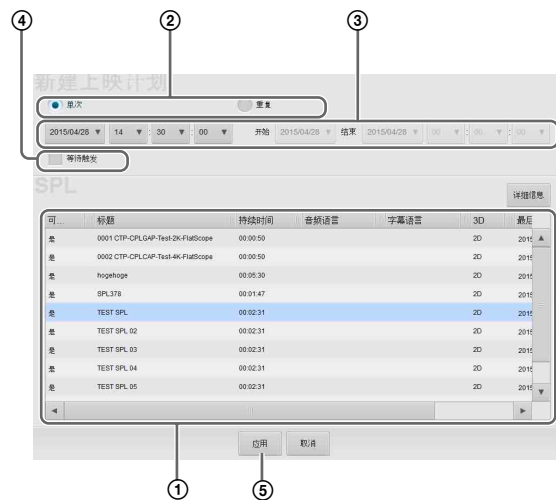 ④ ② ③
新建上映计划
单次 重复
2015/04/28 ▼ 14 ▼ : 30 ▼ : 00 ▼ 开始 2015/04/28 ▼ 结束 2015/04/28 ▼ 00 ▼ : 00 ▼ : 00 ▼
等待触发
SPL
详细信息
可... 标题 持续时间 音频语言 字幕语言 3D 最后
是 0001 CTP-CPLGAP-Test-2K-FlatScope 00:00:50 2D 2015
是 0002 CTP-CPLCAP-Test-4K-FlatScope 00:00:50 2D 2015
是 hogehoge 00:05:30 2D 2015
是 SPL378 00:01:47 2D 2015
是 TEST SPL 00:02:31 2D 2015
是 TEST SPL 02 00:02:31 2D 2015
是 TEST SPL 03 00:02:31 2D 2015
是 TEST SPL 04 00:02:31 2D 2015
是 TEST SPL 05 00:02:31 2D 2015
应用 取消
① ⑤